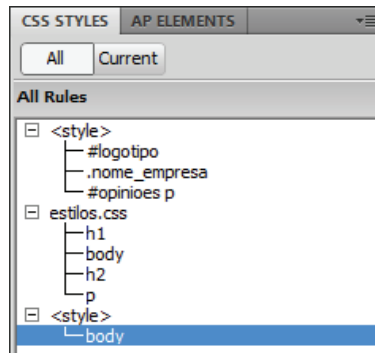 CSS STYLES AP ELEMENTS
All Current
All Rules
<style>
#logotipo
.nome_empresa
#opinioes p
estilos.css
h1
body
h2
p
<style>
body